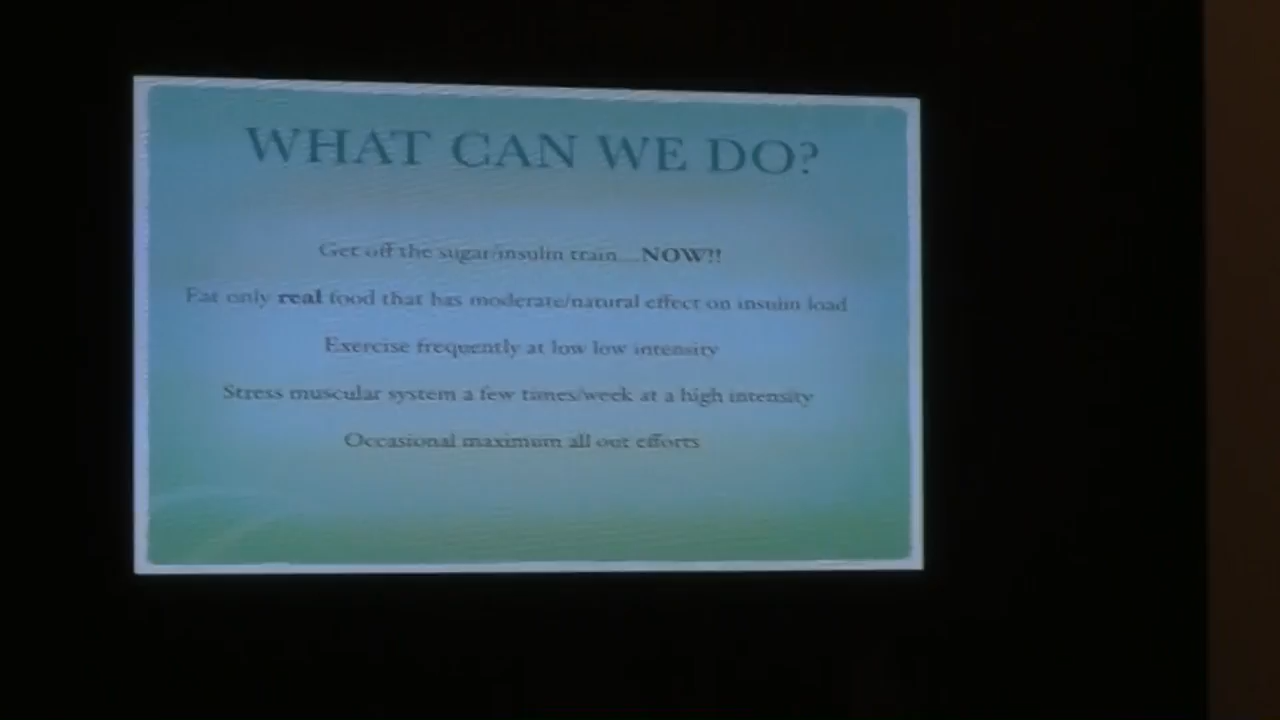 WHAT CAN WE DO?
Get off the sugar/insulin train....NOW!!
Eat only real food that has moderate/natural effect on insulin load
Exercise frequently at low low intensity
Stress muscular system a few times/week at a high intensity
Occasional maximum all out efforts